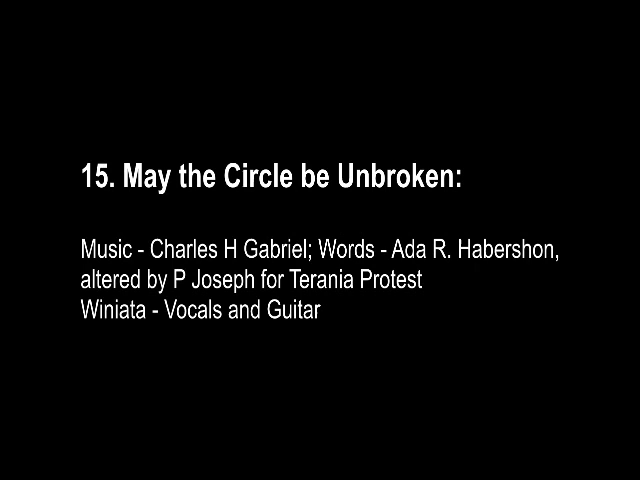 15. May the Circle be Unbroken:
Music - Charles H Gabriel; Words - Ada R. Habershon,
altered by P Joseph for Terania Protest
Winiata - Vocals and Guitar